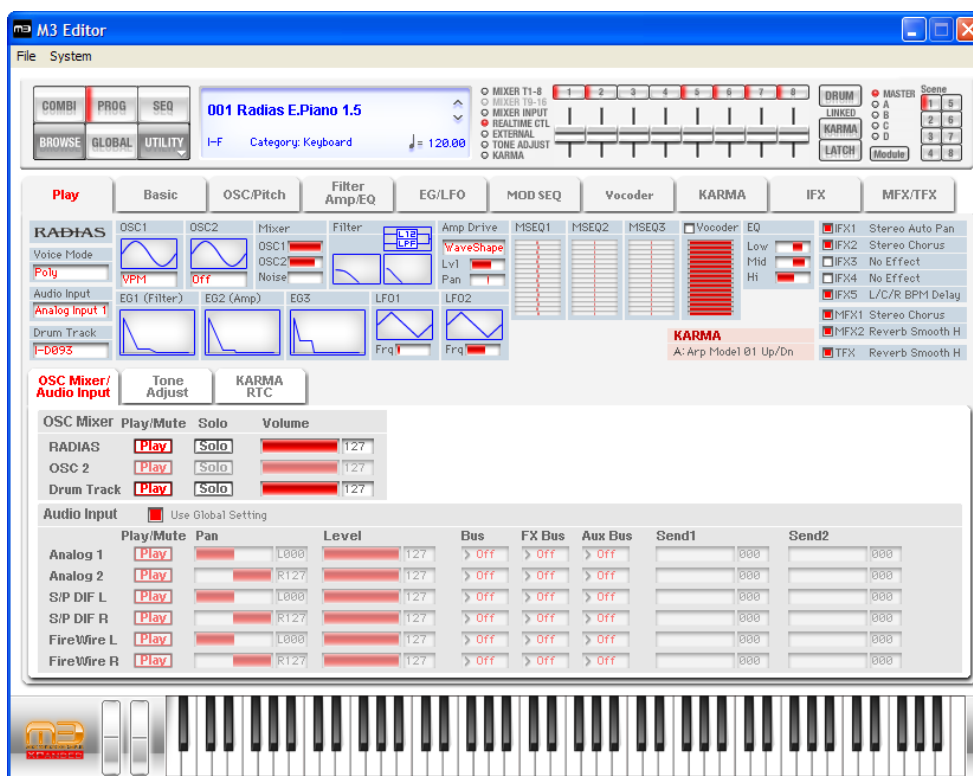 M3 Editor
File System
COMBI PROG SEQ
BROWSE GLOBAL UTILITY
001 Radias E.Piano 1.5
I-F Category: Keyboard ♩= 120.00
MIXER T1-8
MIXER T9-16
MIXER INPUT
REALTIME CTL
EXTERNAL
TONE ADJUST
KARMA
1 2 3 4 5 6 7 8
DRUM
LINKED
KARMA
LATCH
MASTER
A
B
C
D
Module
Scene
1 5
2 6
3 7
4 8
Play Basic OSC/Pitch Filter Amp/EQ EG/LFO MOD SEQ Vocoder KARMA IFX MFX/TFX
RADIAS
Voice Mode
Poly
Audio Input
Analog Input 1
Drum Track
I-D093
OSC1 OSC2 Mixer Filter Amp Drive MSEQ1 MSEQ2 MSEQ3 Vocoder EQ
VPM Off
OSC1
OSC2
Noise
L12
LPF
WaveShape
Lvl
Pan
Low
Mid
Hi
EG1 (Filter) EG2 (Amp) EG3 LFO1 LFO2
Frq Frq
KARMA
A: Arp Model 01 Up/Dn
IFX1 Stereo Auto Pan
IFX2 Stereo Chorus
IFX3 No Effect
IFX4 No Effect
IFX5 L/C/R BPM Delay
MFX1 Stereo Chorus
MFX2 Reverb Smooth H
TFX Reverb Smooth H
OSC Mixer/ Audio Input Tone Adjust KARMA RTC
OSC Mixer Play/Mute Solo Volume
RADIAS Play Solo 127
OSC 2 Play Solo 127
Drum Track Play Solo 127
Audio Input Use Global Setting
Play/Mute Pan Level Bus FX Bus Aux Bus Send1 Send2
Analog 1 Play L000 127 Off Off Off 000 000
Analog 2 Play R127 127 Off Off Off 000 000
S/P DIF L Play L000 127 Off Off Off 000 000
S/P DIF R Play R127 127 Off Off Off 000 000
FireWire L Play L000 127 Off Off Off 000 000
FireWire R Play R127 127 Off Off Off 000 000
m3
XPANDED